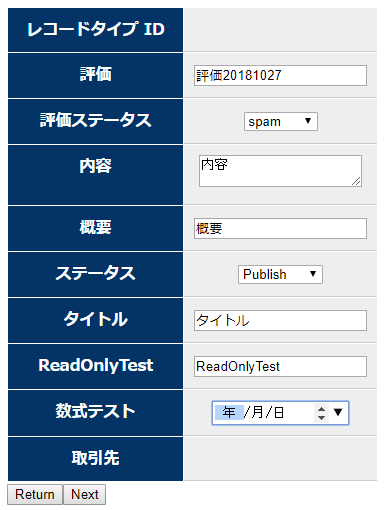 レコードタイプ ID
評価 評価20181027
評価ステータス spam
内容 内容
概要 概要
ステータス Publish
タイトル タイトル
ReadOnlyTest ReadOnlyTest
数式テスト 年/月/日
取引先
Return Next